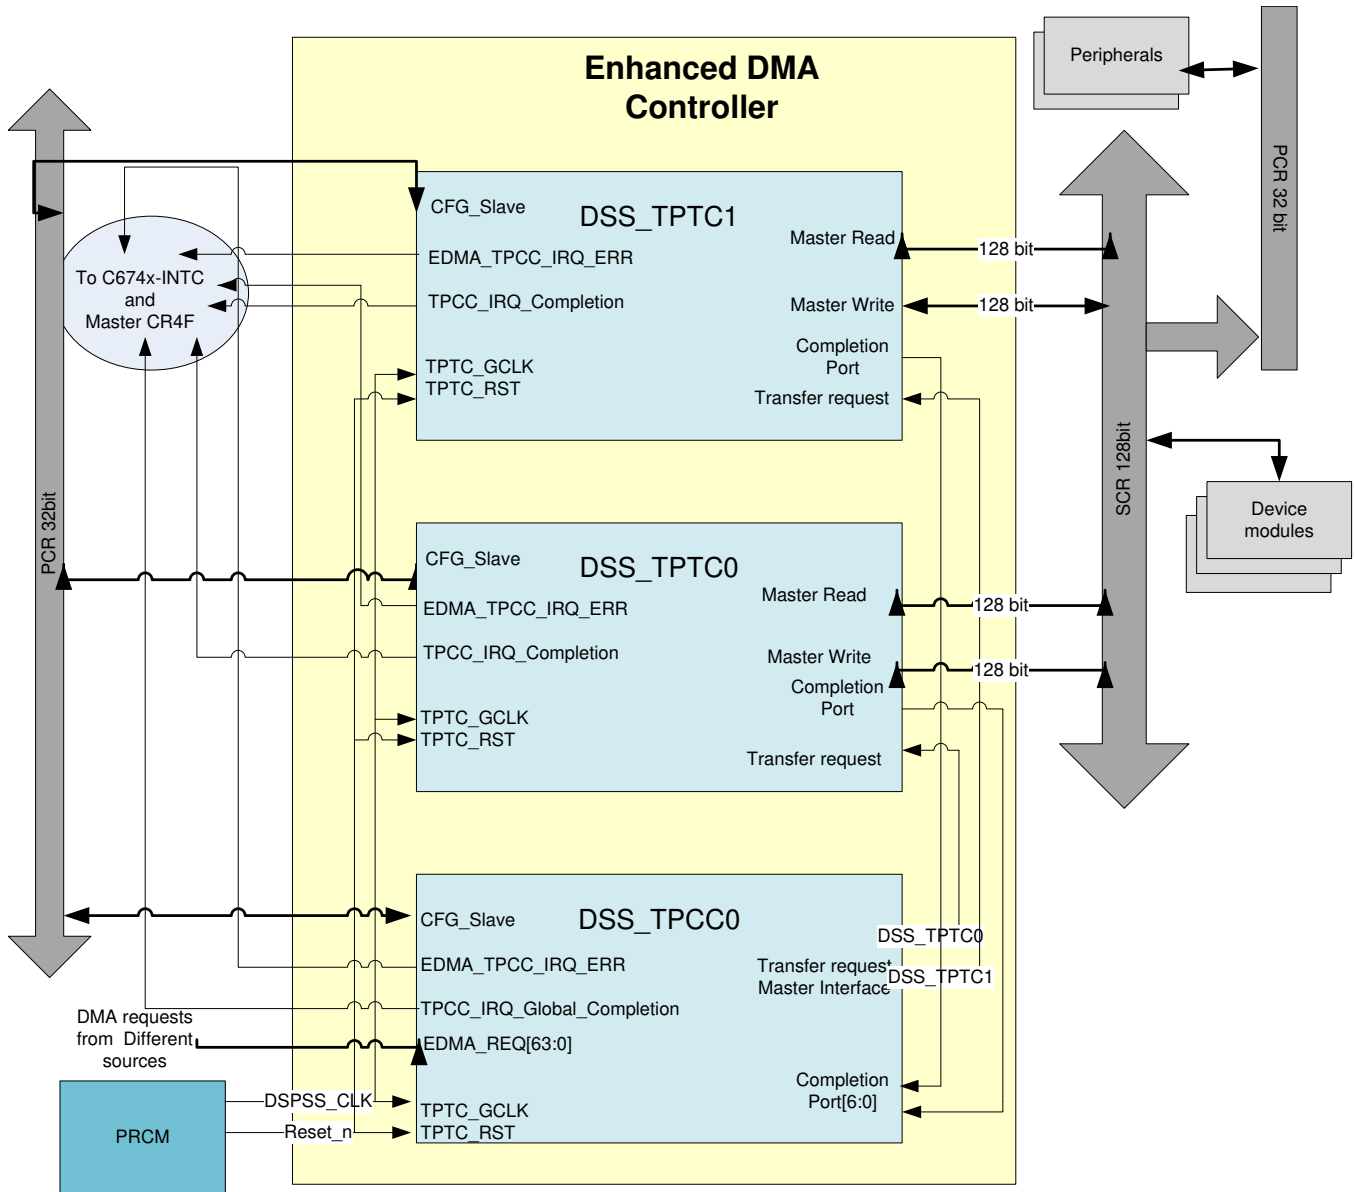 Enhanced DMA
Controller
Peripherals
PCR 32 bit
DSS_TPTC1
CFG_Slave
EDMA_TPCC_IRQ_ERR
TPCC_IRQ_Completion
TPTC_GCLK
TPTC_RST
Master Read
Master Write
Completion
Port
Transfer request
128 bit
128 bit
To C674x-INTC
and
Master CR4F
PCR 32bit
SCR 128bit
Device
modules
DSS_TPTC0
CFG_Slave
EDMA_TPCC_IRQ_ERR
TPCC_IRQ_Completion
TPTC_GCLK
TPTC_RST
Master Read
Master Write
Completion
Port
Transfer request
128 bit
128 bit
DSS_TPCC0
CFG_Slave
EDMA_TPCC_IRQ_ERR
TPCC_IRQ_Global_Completion
EDMA_REQ[63:0]
TPTC_GCLK
TPTC_RST
DSS_TPTC0
Transfer request
Master Interface
DSS_TPTC1
Completion
Port[6:0]
DMA requests
from Different
sources
DSPSS_CLK
Reset_n
PRCM